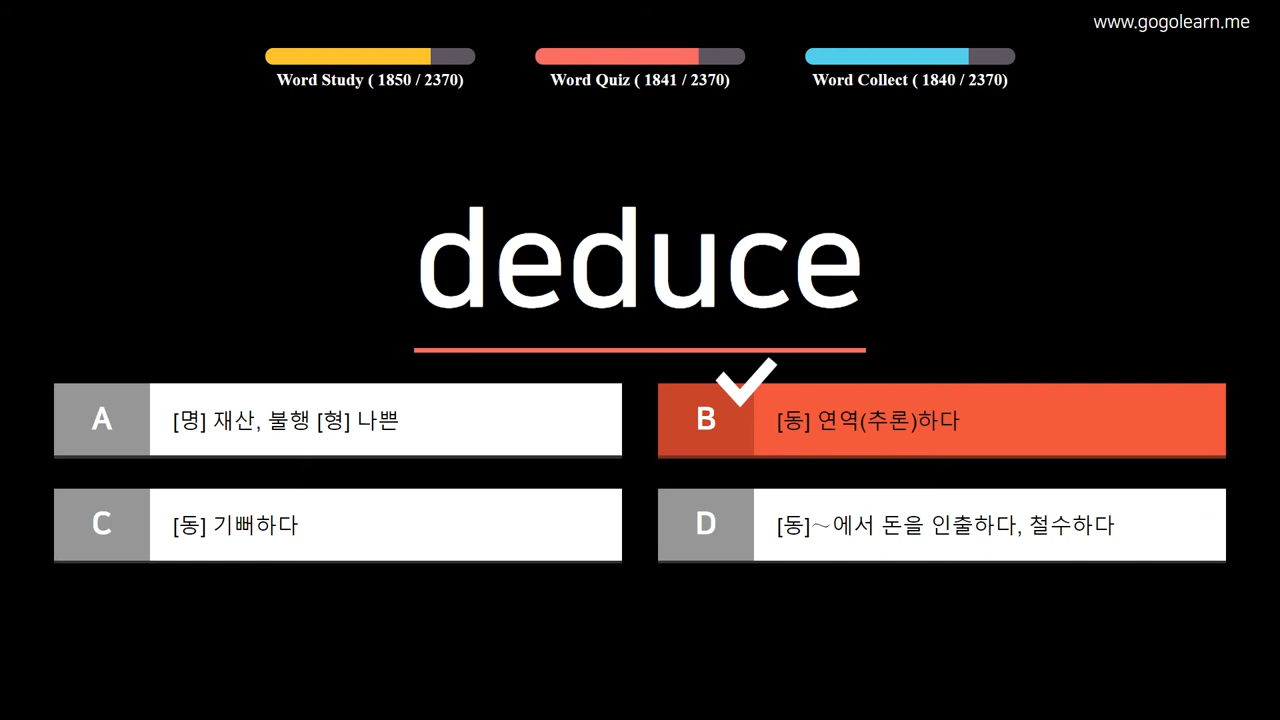 www.gogolearn.me
Word Study ( 1850 / 2370)
Word Quiz ( 1841 / 2370)
Word Collect ( 1840 / 2370)
deduce
A [명] 재산, 불행 [형] 나쁜
B [동] 연역(추론)하다
C [동] 기뻐하다
D [동]～에서 돈을 인출하다, 철수하다